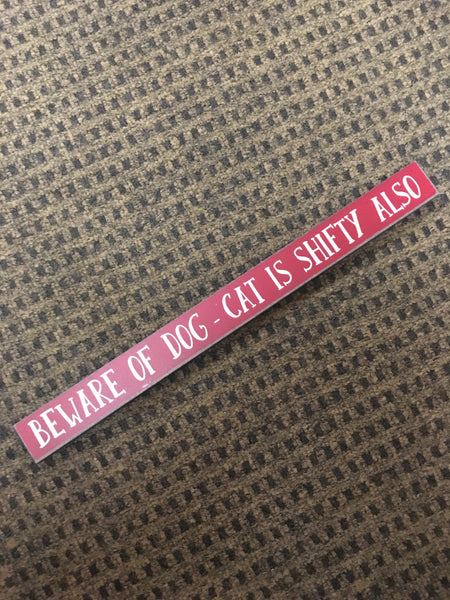 BEWARE OF DOG - CAT IS SHIFTY ALSO